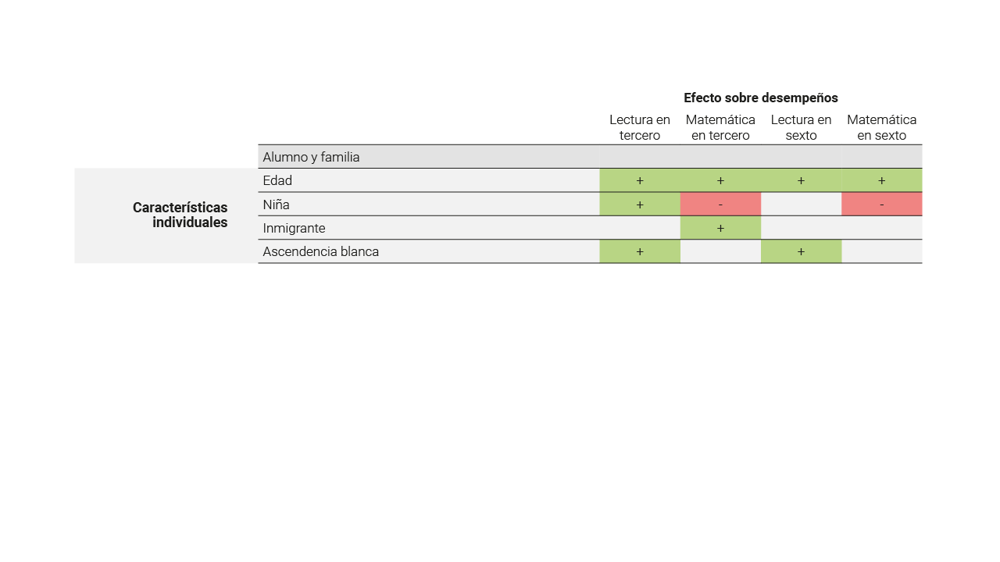 Efecto sobre desempeños
Lectura en tercero Matemática en tercero Lectura en sexto Matemática en sexto
Alumno y familia
Características individuales
Edad + + + +
Niña + - -
Inmigrante +
Ascendencia blanca + +